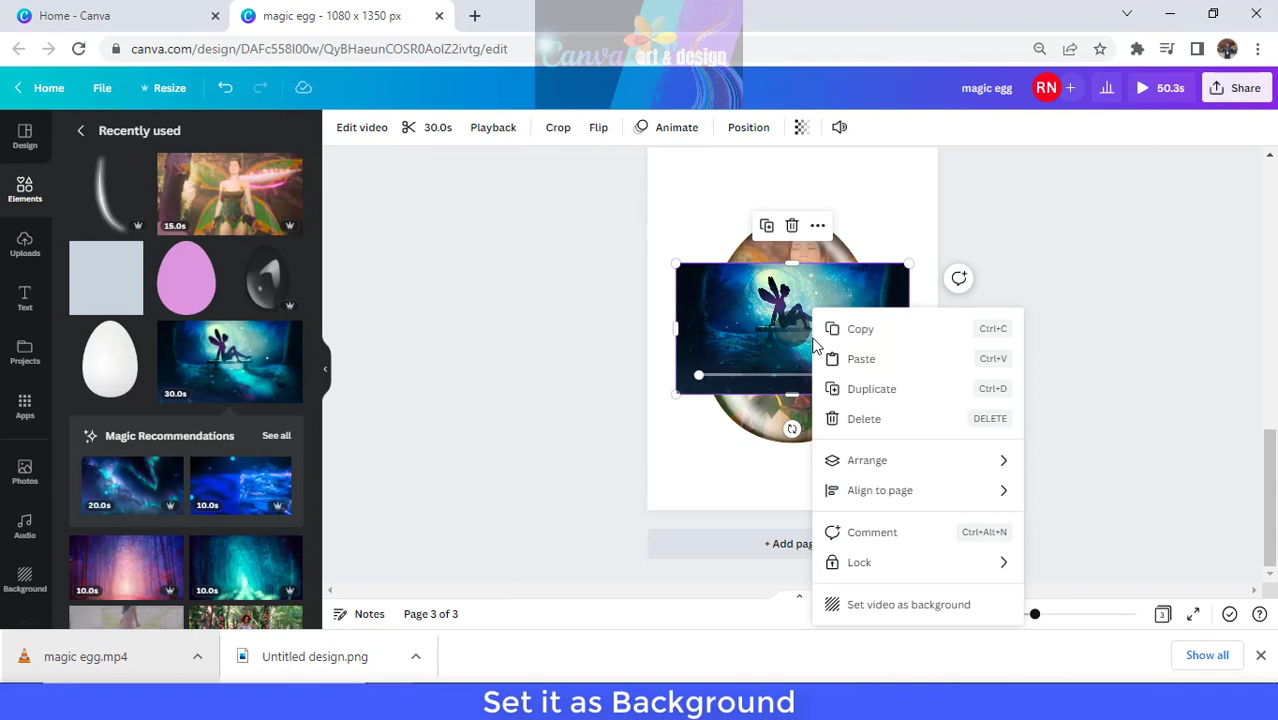 Home - Canva
magic egg - 1080 x 1350 px
canva.com/design/DAFc558I00w/QyBHaeunCOSR0AolZ2ivtg/edit
Canva
art & design
Home
File
Resize
magic egg
RN
50.3s
Share
Design
Elements
Uploads
Text
Projects
Apps
Photos
Audio
Background
Recently used
15.0s
30.0s
Magic Recommendations
See all
20.0s
10.0s
10.0s
10.0s
Edit video
30.0s
Playback
Crop
Flip
Animate
Position
Copy
Ctrl+C
Paste
Ctrl+V
Duplicate
Ctrl+D
Delete
DELETE
Arrange
Align to page
Comment
Ctrl+Alt+N
Lock
Set video as background
+ Add pag
Notes
Page 3 of 3
3
magic egg.mp4
Untitled design.png
Show all
Set it as Background